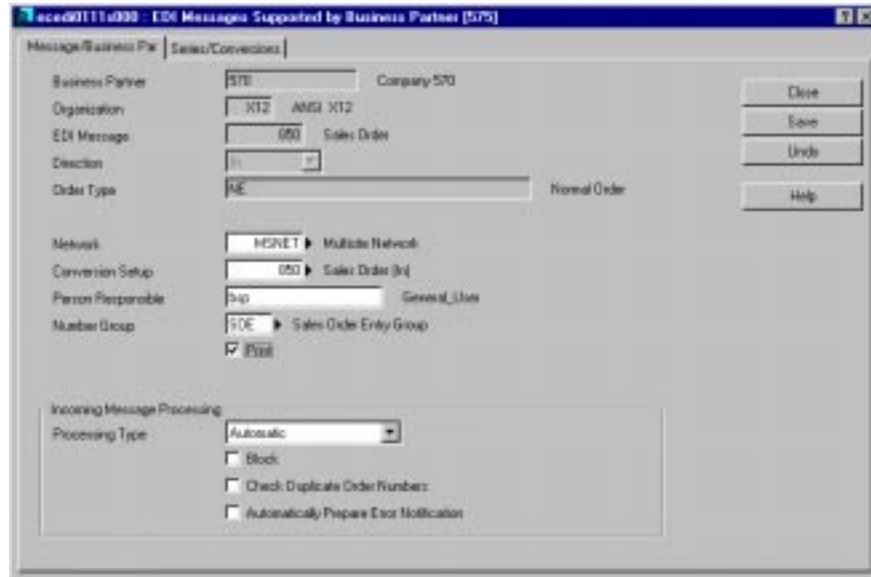 ecedi0111s000 : EDI Messages Supported by Business Partner [575]
Message/Business Par Series/Conversions
Business Partner 570 Company 570
Organization X12 ANSI X12
EDI Message 850 Sales Order
Direction In
Order Type NE Normal Order
Close
Save
Undo
Help
Network MSNET Multisite Network
Conversion Setup 850 Sales Order (In)
Person Responsible General_User
Number Group SOE Sales Order Entry Group
Print
Incoming Message Processing
Processing Type Automatic
Block
Check Duplicate Order Numbers
Automatically Prepare Error Notification